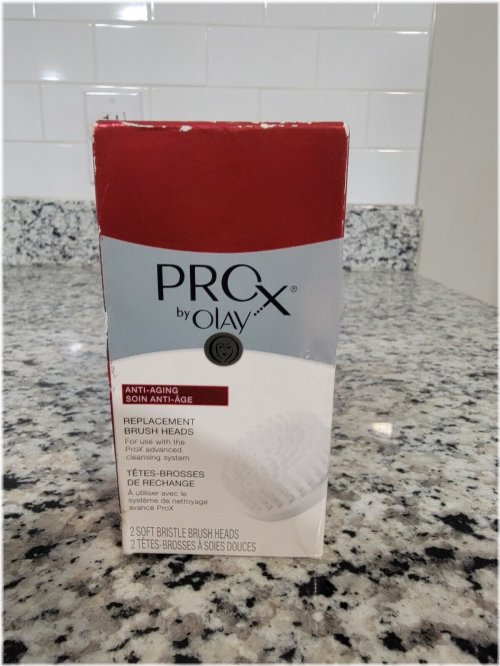 PROX®
by OLAY
ANTI-AGING
SOIN ANTI-ÂGE
REPLACEMENT
BRUSH HEADS
For use with the
ProX advanced
cleansing system
TÊTES-BROSSES
DE RECHANGE
À utiliser avec le
système de nettoyage
avancé ProX
2 SOFT BRISTLE BRUSH HEADS
2 TÊTES-BROSSES À SOIES DOUCES